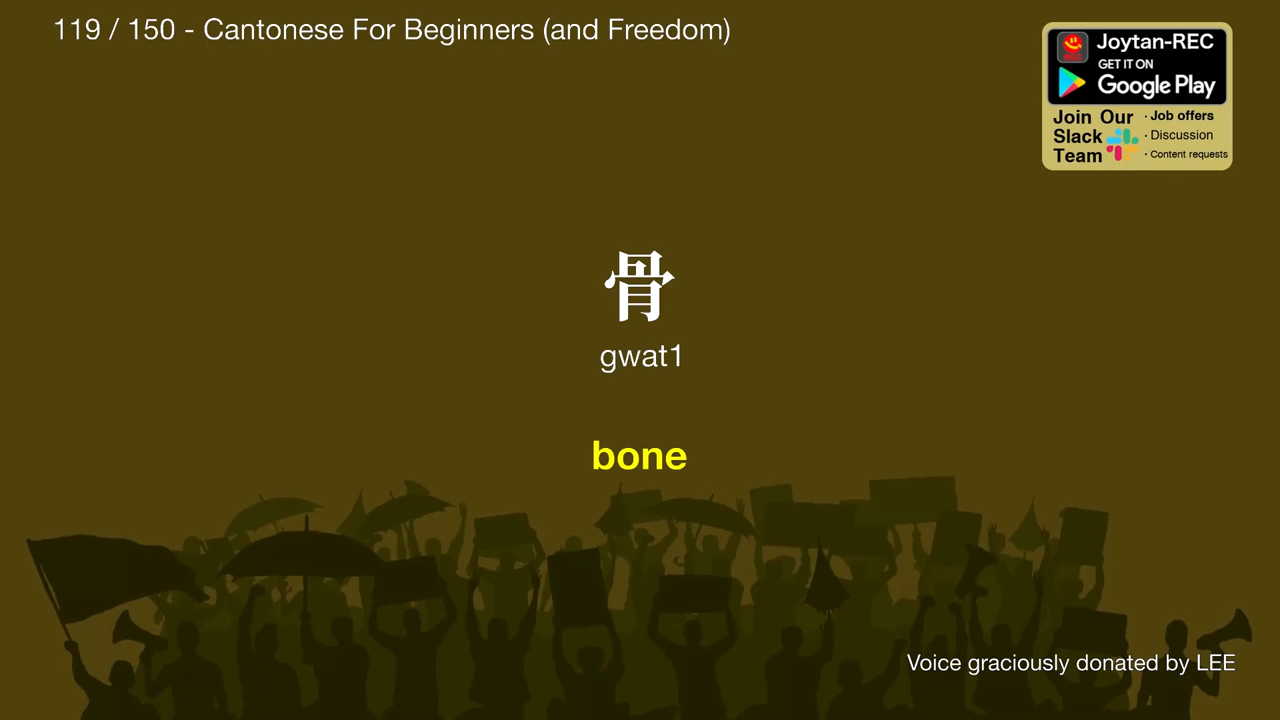 119 / 150 - Cantonese For Beginners (and Freedom)
Joytan-REC
GET IT ON
Google Play
Join Our
Slack
Team
· Job offers
· Discussion
· Content requests
骨
gwat1
bone
Voice graciously donated by LEE